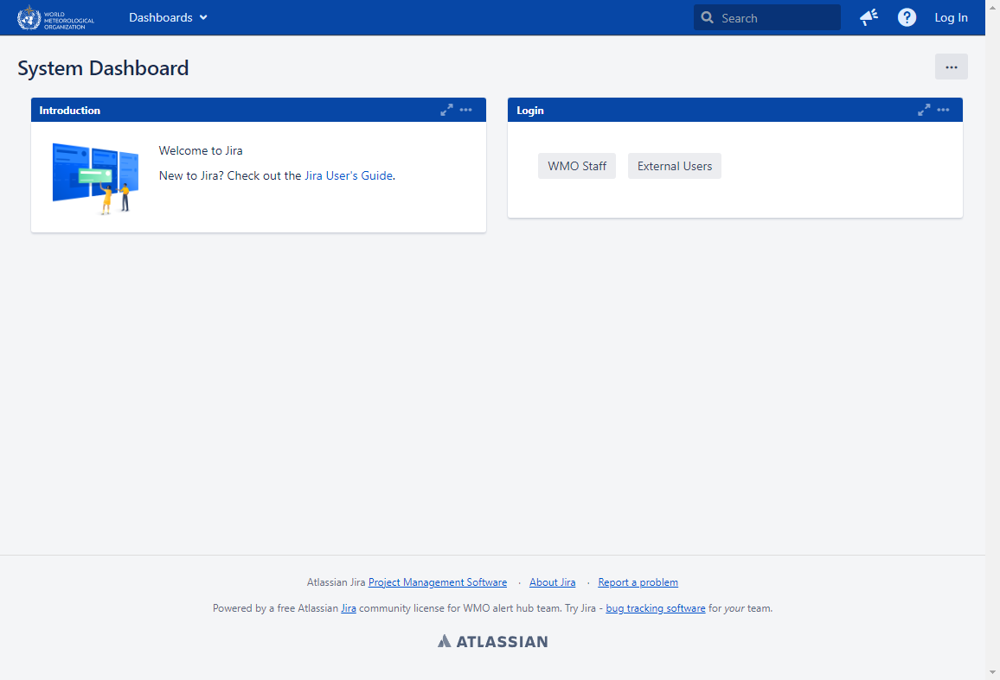 WORLD
METEOROLOGICAL
ORGANIZATION
Dashboards
Search
Log In
System Dashboard
Introduction
Welcome to Jira
New to Jira? Check out the Jira User's Guide.
Login
WMO Staff
External Users
Atlassian Jira Project Management Software · About Jira · Report a problem
Powered by a free Atlassian Jira community license for WMO alert hub team. Try Jira - bug tracking software for your team.
ATLASSIAN